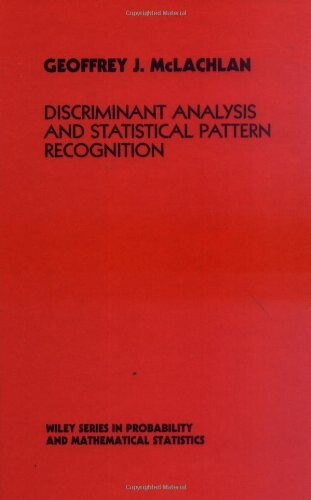 GEOFFREY J. McLACHLAN
DISCRIMINANT ANALYSIS
AND STATISTICAL PATTERN
RECOGNITION
WILEY SERIES IN PROBABILITY
AND MATHEMATICAL STATISTICS